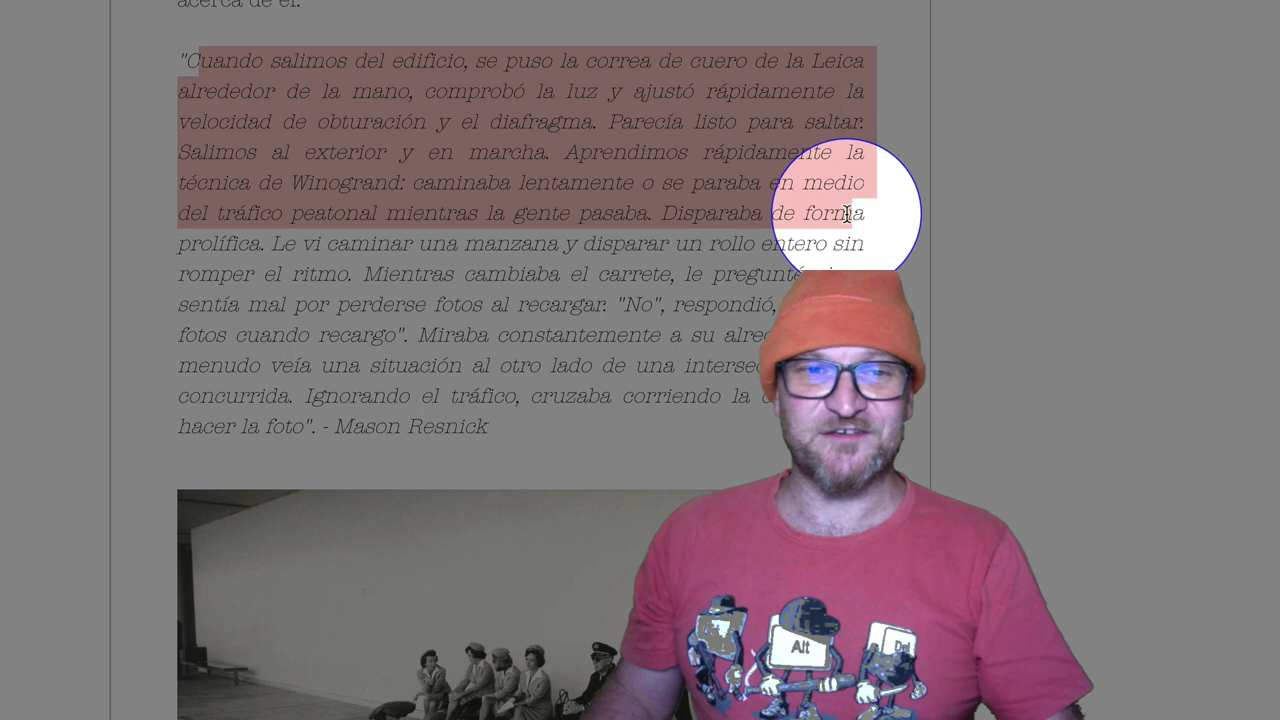 acerca de él.
"Cuando salimos del edificio, se puso la correa de cuero de la Leica
alrededor de la mano, comprobó la luz y ajustó rápidamente la
velocidad de obturación y el diafragma. Parecía listo para saltar.
Salimos al exterior y en marcha. Aprendimos rápidamente la
técnica de Winogrand: caminaba lentamente o se paraba en medio
del tráfico peatonal mientras la gente pasaba. Disparaba de forma
prolífica. Le vi caminar una manzana y disparar un rollo entero sin
romper el ritmo. Mientras cambiaba el carrete, le pregunté
sentía mal por perderse fotos al recargar. "No", respondió,
fotos cuando recargo". Miraba constantemente a su
menudo veía una situación al otro lado de una
concurrida. Ignorando el tráfico, cruzaba corriendo la
hacer la foto". - Mason Resnick
Alt
Del